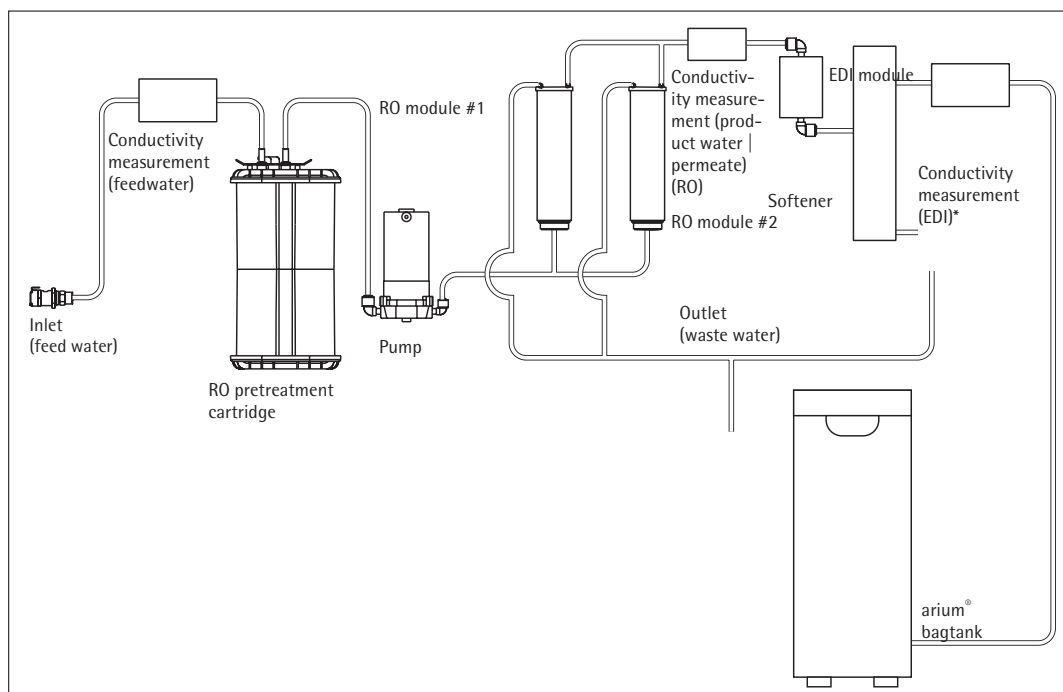 Conductivity
measurement
(feedwater)
Inlet
(feed water)
RO pretreatment
cartridge
RO module #1
Pump
Conductiv-
ity measure-
ment (prod-
uct water |
permeate)
(RO)
RO module #2
EDI module
Softener
Conductivity
measurement
(EDI)*
Outlet
(waste water)
arium®
bagtank